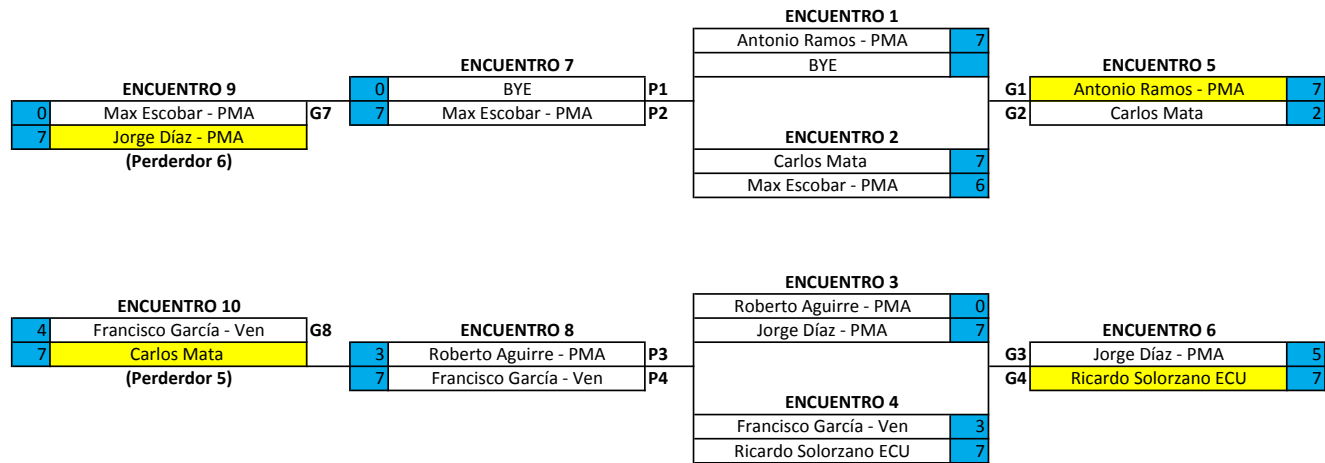 ENCUENTRO 1
Antonio Ramos - PMA 7
ENCUENTRO 7 BYE ENCUENTRO 5
ENCUENTRO 9 0 BYE P1 G1 Antonio Ramos - PMA 7
0 Max Escobar - PMA G7 7 Max Escobar - PMA P2 G2 Carlos Mata 2
7 Jorge Díaz - PMA ENCUENTRO 2
(Perderdor 6) Carlos Mata 7
Max Escobar - PMA 6
ENCUENTRO 3
ENCUENTRO 10 Roberto Aguirre - PMA 0
4 Francisco García - Ven G8 ENCUENTRO 8 Jorge Díaz - PMA 7 ENCUENTRO 6
7 Carlos Mata 3 Roberto Aguirre - PMA P3 G3 Jorge Díaz - PMA 5
(Perderdor 5) 7 Francisco García - Ven P4 G4 Ricardo Solorzano ECU 7
ENCUENTRO 4
Francisco García - Ven 3
Ricardo Solorzano ECU 7